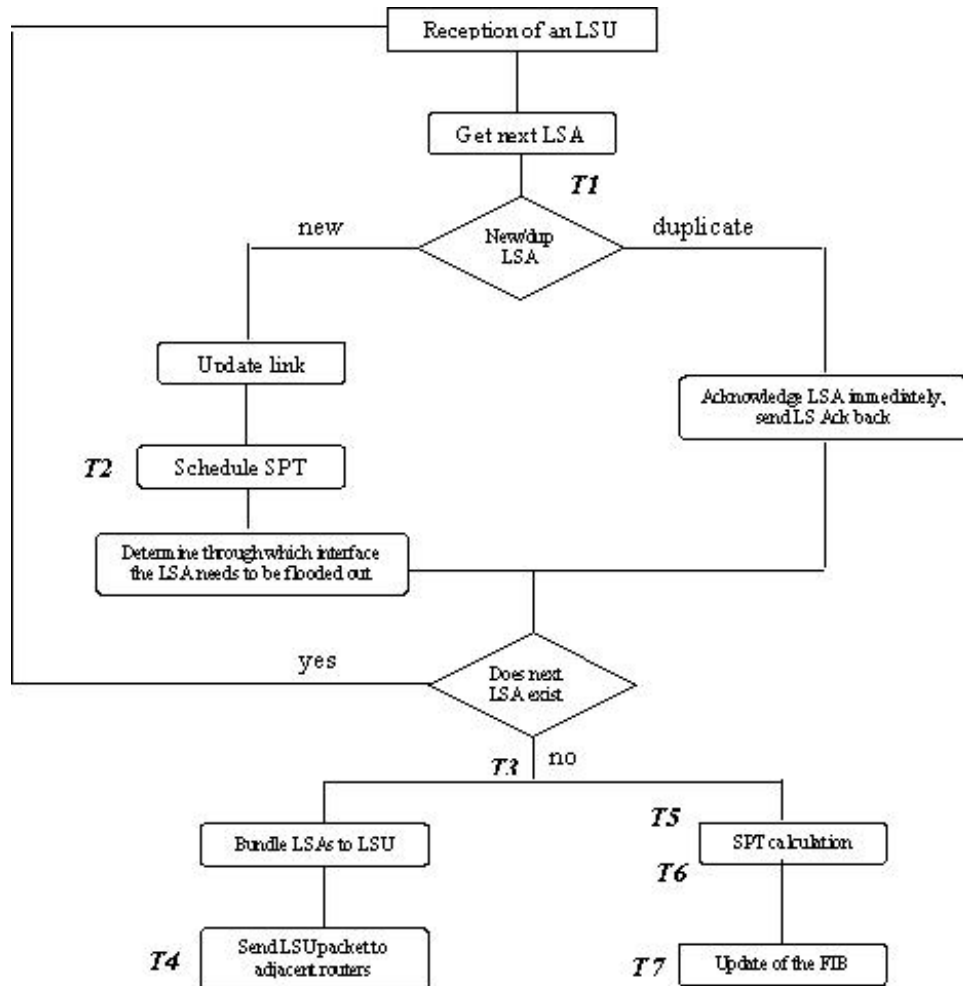 Reception of an LSU
Get next LSA
T1
new
duplicate
New/dup
LSA
Update link
Acknowledge LSA immediately,
send LS Ack back
T2
Schedule SPT
Determine through which interface
the LSA needs to be flooded out
yes
Does next
LSA exist
T3
no
T5
Bundle LSAs to LSU
SPT calculation
T6
T4
Send LSU packet to
adjacent routers
T7
Update of the FIB